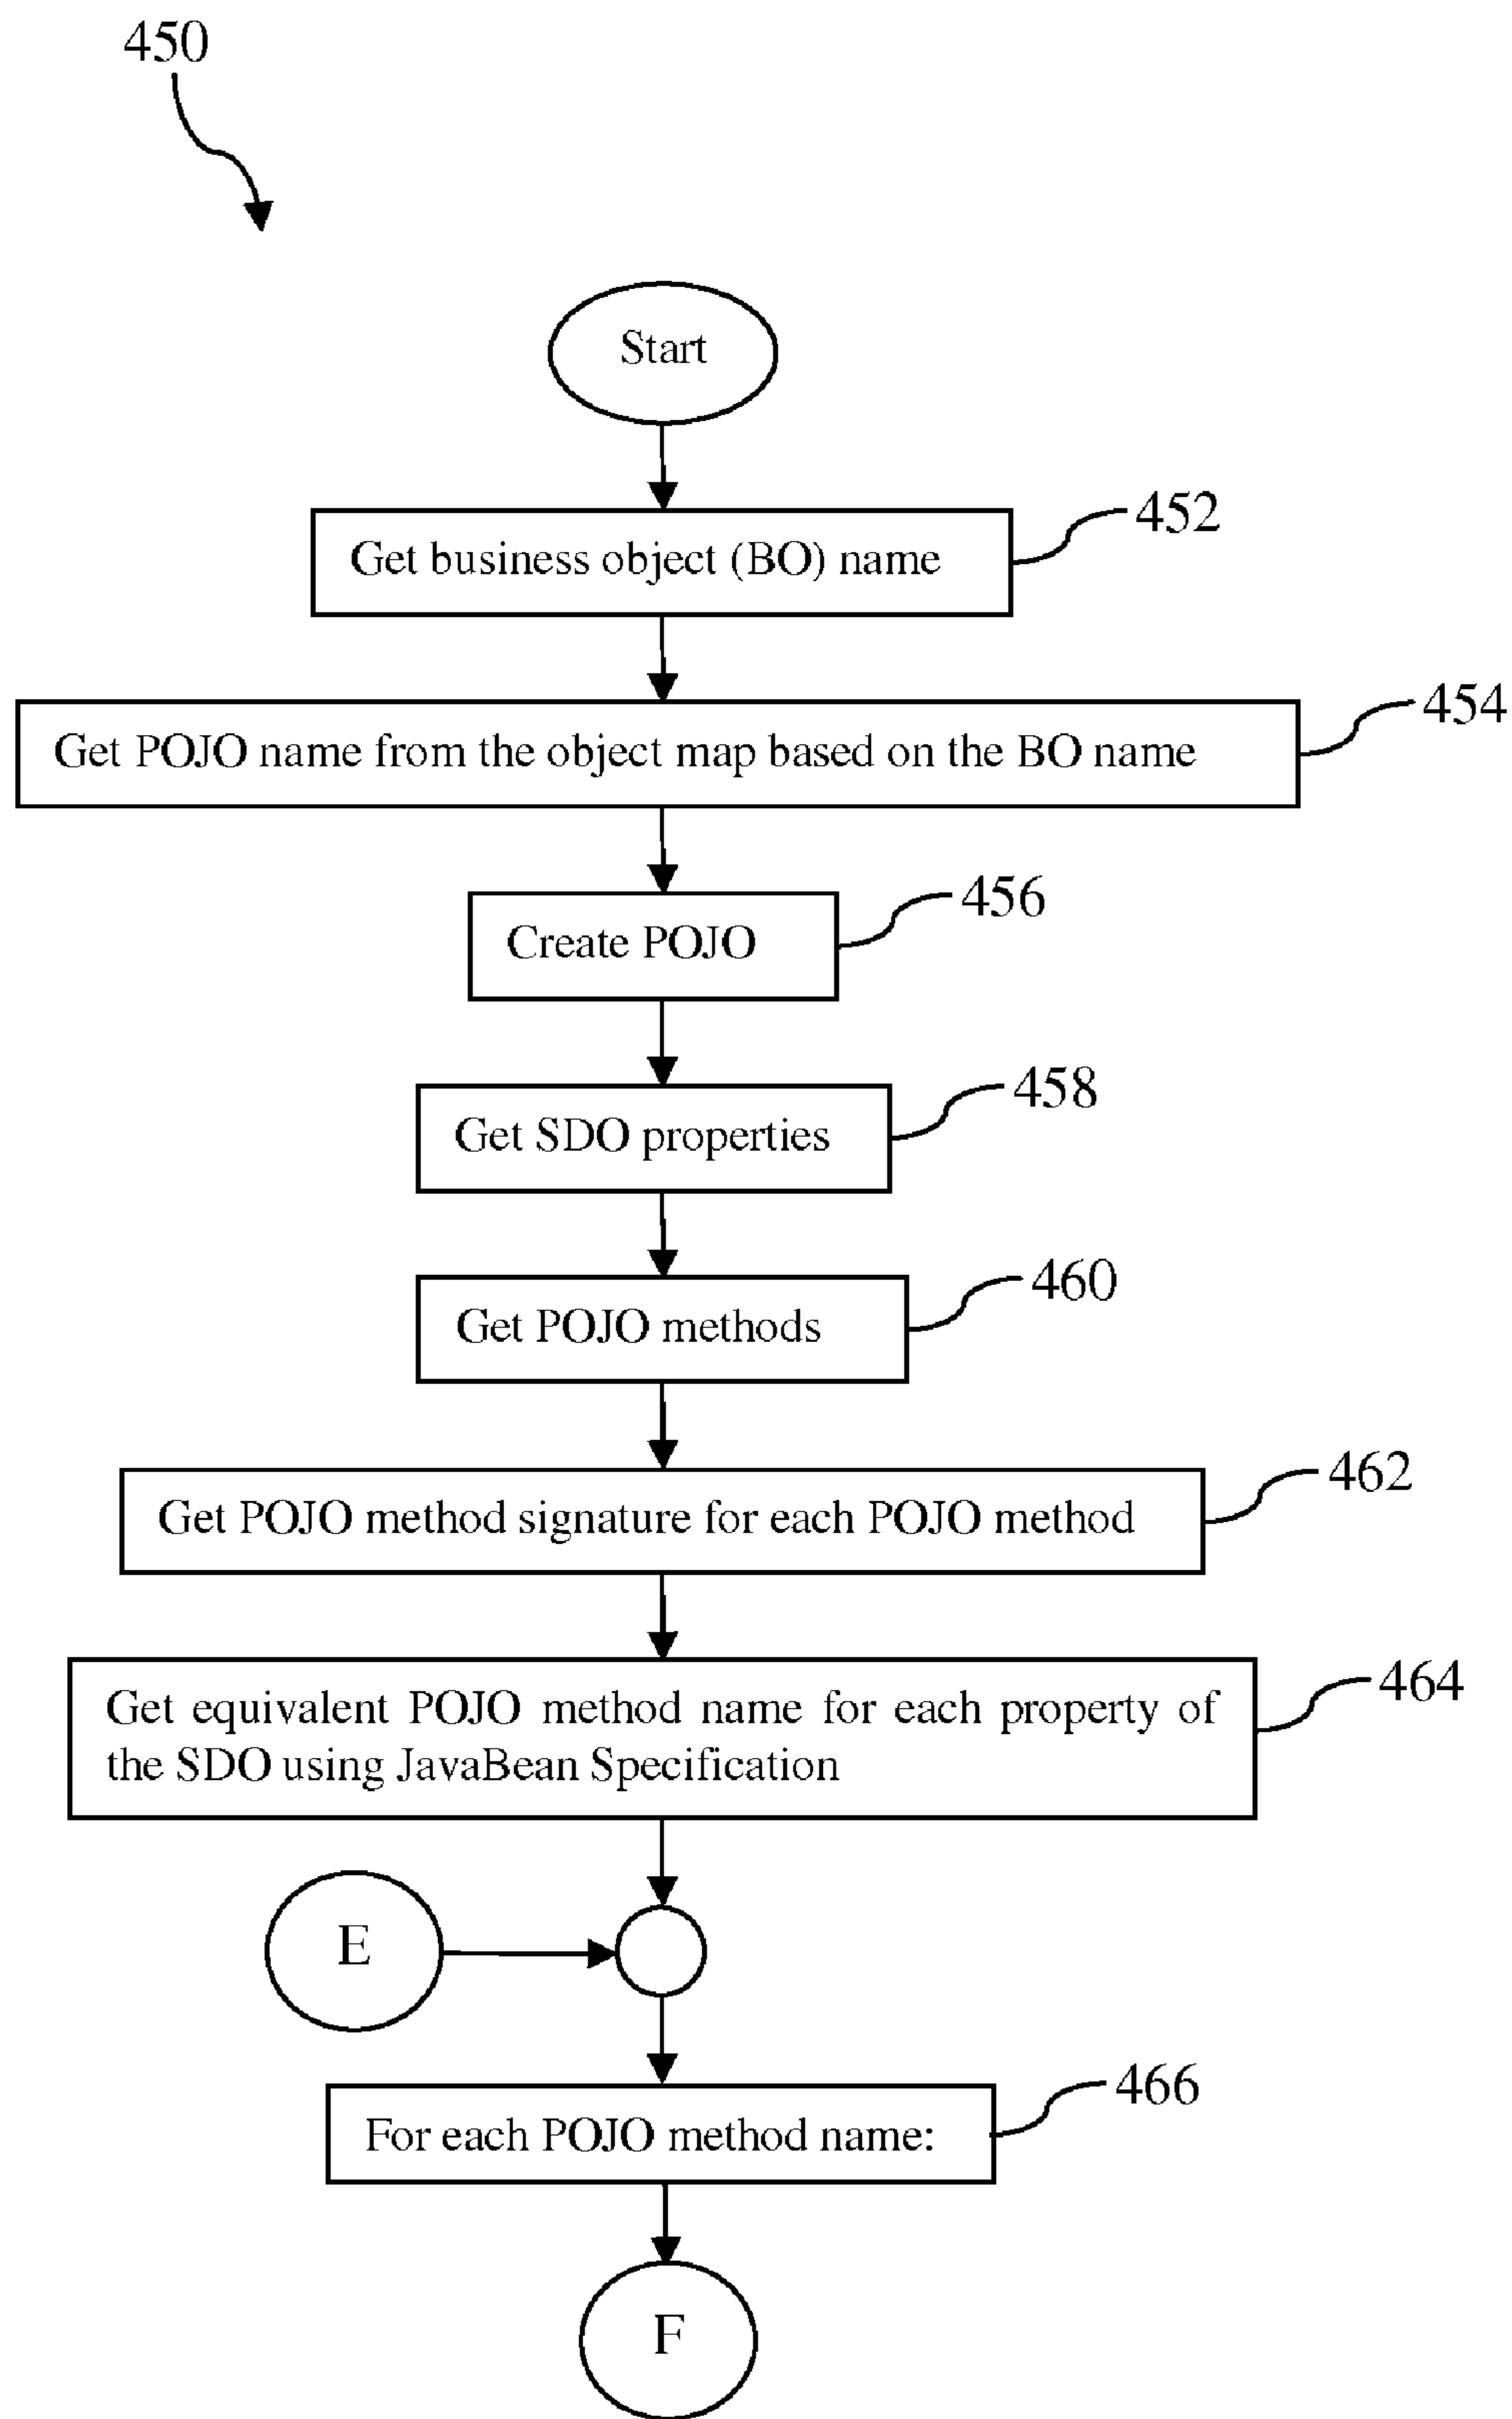 450
Start
452
Get business object (BO) name
454
Get POJO name from the object map based on the BO name
456
Create POJO
458
Get SDO properties
460
Get POJO methods
462
Get POJO method signature for each POJO method
464
Get equivalent POJO method name for each property of
the SDO using JavaBean Specification
E
466
For each POJO method name:
F